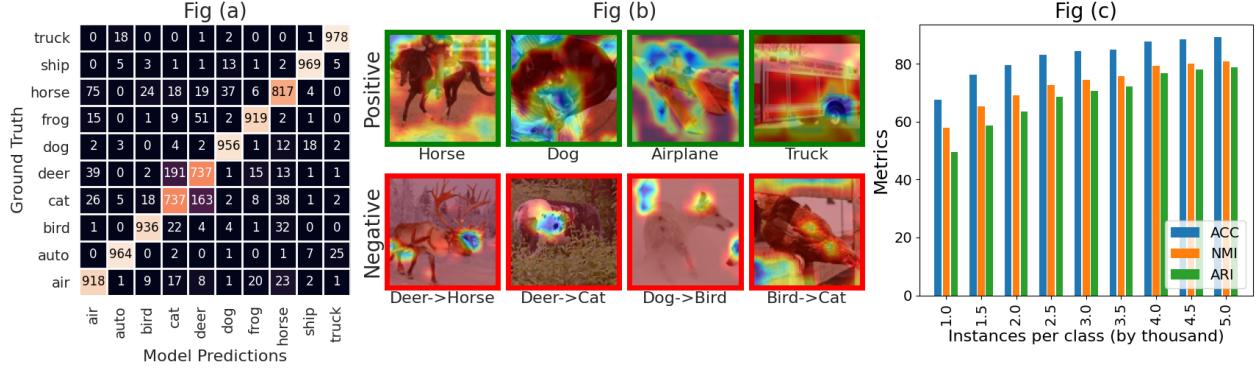 Fig (a)
Ground Truth
truck 0 18 0 0 1 2 0 0 1 978
ship 0 5 3 1 1 13 1 2 969 5
horse 75 0 24 18 19 37 6 817 4 0
frog 15 0 1 9 51 2 919 2 1 0
dog 2 3 0 4 2 956 1 12 18 2
deer 39 0 2 191 737 1 15 13 1 1
cat 26 5 18 737 163 2 8 38 1 2
bird 1 0 936 22 4 4 1 32 0 0
auto 0 964 0 2 0 1 0 1 7 25
air 918 1 9 17 8 1 20 23 2 1
air auto bird cat deer dog frog horse ship truck
Model Predictions
Fig (b)
Positive
Horse Dog Airplane Truck
Negative
Deer->Horse Deer->Cat Dog->Bird Bird->Cat
Fig (c)
Metrics
80
60
40
20
0
ACC
NMI
ARI
1.0 1.5 2.0 2.5 3.0 3.5 4.0 4.5 5.0
Instances per class (by thousand)